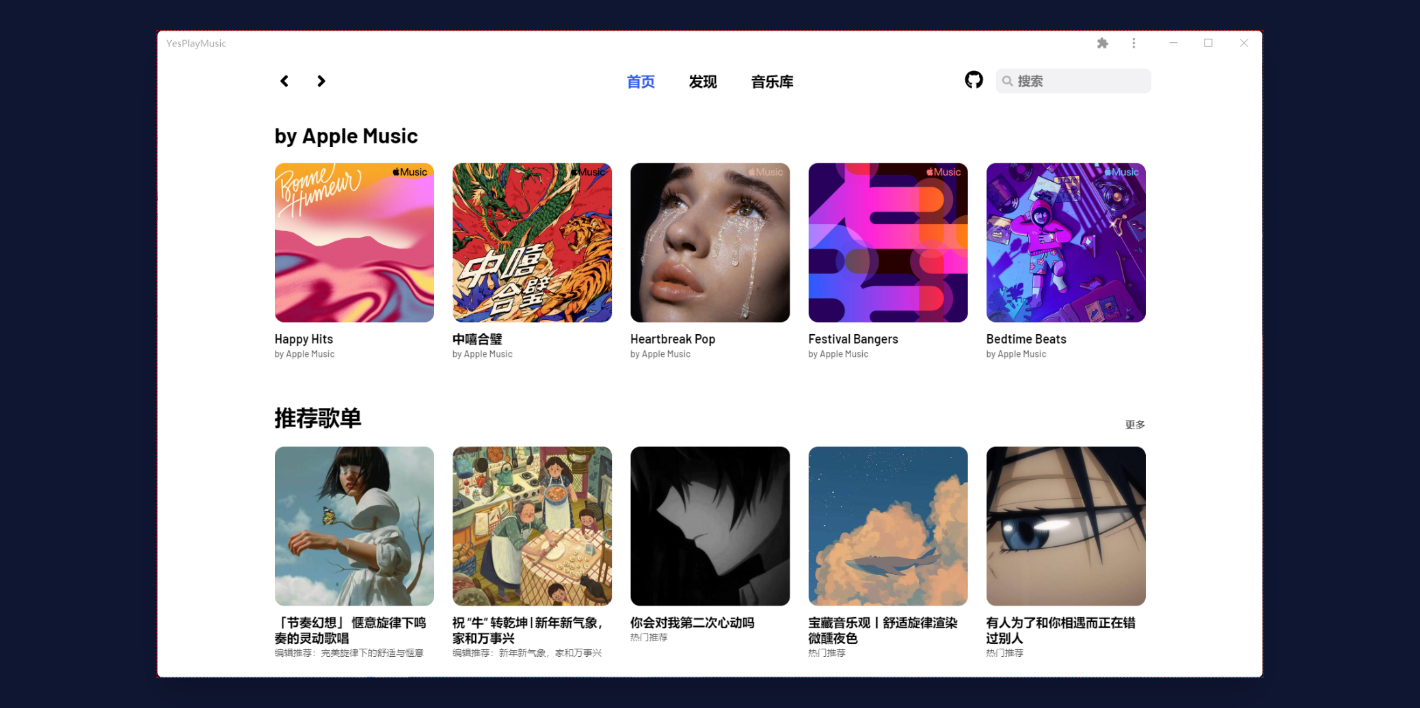 YesPlayMusic
首页
发现
音乐库
搜索
by Apple Music
Bonne
Humeur
Music
Music
Music
Music
Music
中嘻
合璧
Happy Hits
by Apple Music
中嘻合璧
by Apple Music
Heartbreak Pop
by Apple Music
Festival Bangers
by Apple Music
Bedtime Beats
by Apple Music
推荐歌单
更多
「节奏幻想」 惬意旋律下鸣
奏的灵动歌唱
编辑推荐：完美旋律下的舒适与惬意
祝 “牛” 转乾坤 | 新年新气象，
家和万事兴
编辑推荐：新年新气象，家和万事兴
你会对我第二次心动吗
热门推荐
宝藏音乐观丨舒适旋律渲染
微醺夜色
热门推荐
有人为了和你相遇而正在错
过别人
热门推荐